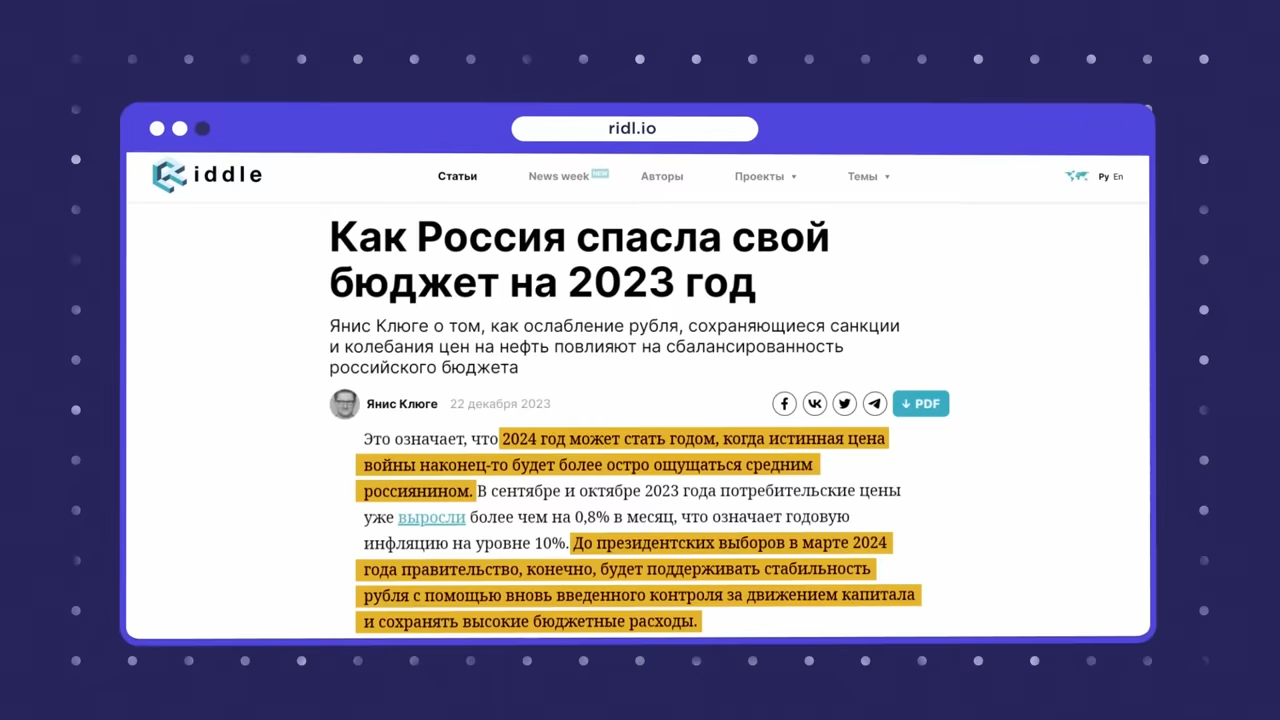 ridl.io
iddle
Статьи
News week NEW
Авторы
Проекты
Темы
Ру En
Как Россия спасла свой
бюджет на 2023 год
Янис Клюге о том, как ослабление рубля, сохраняющиеся санкции
и колебания цен на нефть повлияют на сбалансированность
российского бюджета
Янис Клюге 22 декабря 2023
PDF
Это означает, что 2024 год может стать годом, когда истинная цена
войны наконец-то будет более остро ощущаться средним
россиянином. В сентябре и октябре 2023 года потребительские цены
уже выросли более чем на 0,8% в месяц, что означает годовую
инфляцию на уровне 10%. До президентских выборов в марте 2024
года правительство, конечно, будет поддерживать стабильность
рубля с помощью вновь введенного контроля за движением капитала
и сохранять высокие бюджетные расходы.